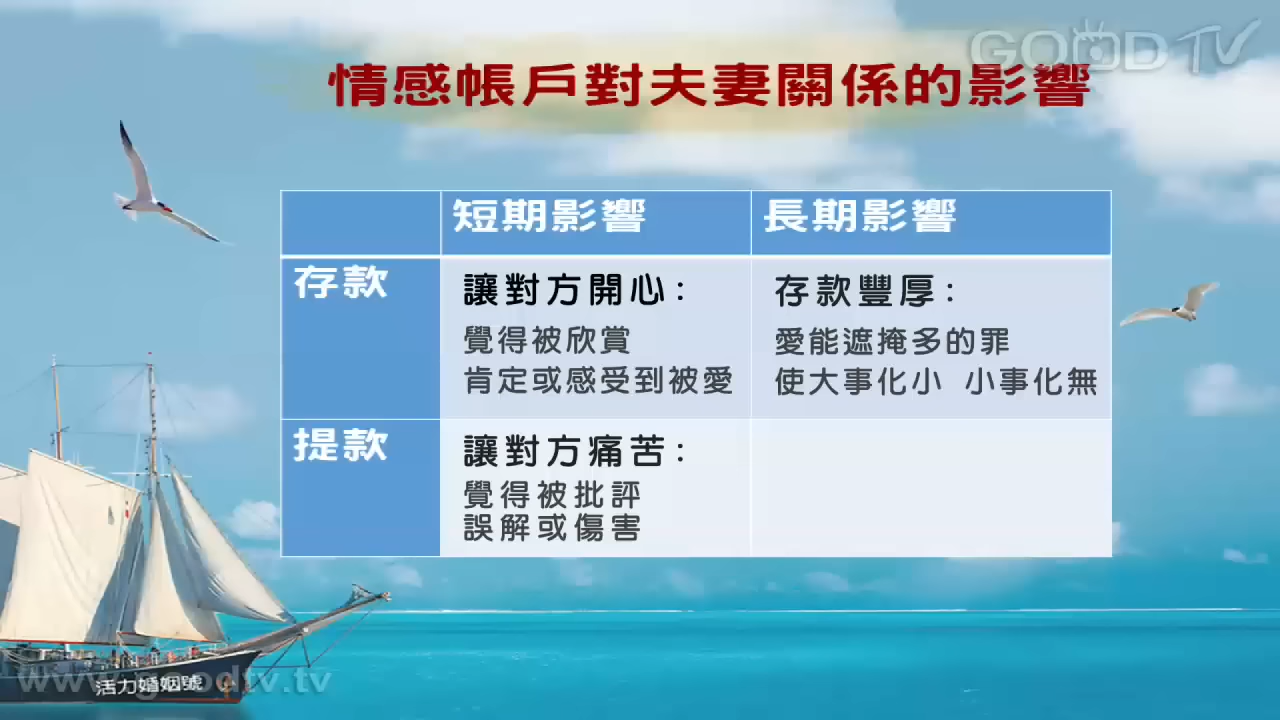 GOOD TV
情感帳戶對夫妻關係的影響
短期影響
長期影響
存款
讓對方開心：
覺得被欣賞
肯定或感受到被愛
存款豐厚：
愛能遮掩多的罪
使大事化小 小事化無
提款
讓對方痛苦：
覺得被批評
誤解或傷害
www.goodtv.tv
活力婚姻號